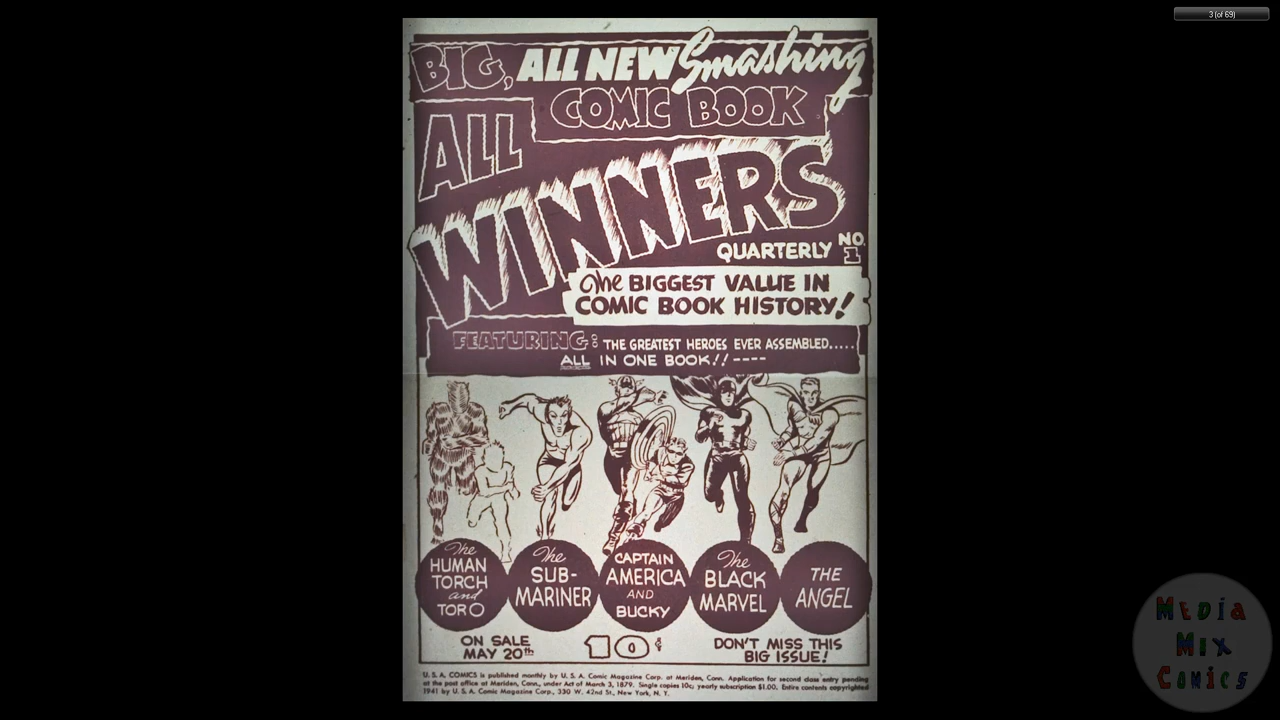 3 (of 69)
BIG, ALL NEW Smashing
COMIC BOOK
ALL
WINNERS
QUARTERLY NO. 1
The BIGGEST VALUE IN
COMIC BOOK HISTORY!
FEATURING: THE GREATEST HEROES EVER ASSEMBLED.....
ALL IN ONE BOOK!! ----
The HUMAN TORCH and TORO
The SUB-MARINER
CAPTAIN AMERICA AND BUCKY
The BLACK MARVEL
THE ANGEL
ON SALE MAY 20th
10¢
DON'T MISS THIS BIG ISSUE!
U. S. A. COMICS is published monthly by U. S. A. Comic Magazine Corp. at Meriden, Conn. Application for second class entry pending
at the post office at Meriden, Conn., under Act of March 3, 1879. Single copies 10c; yearly subscription $1.00. Entire contents copyrighted
1941 by U. S. A. Comic Magazine Corp., 330 W. 42nd St., New York, N. Y.
MEDIA
MIX
COMICS